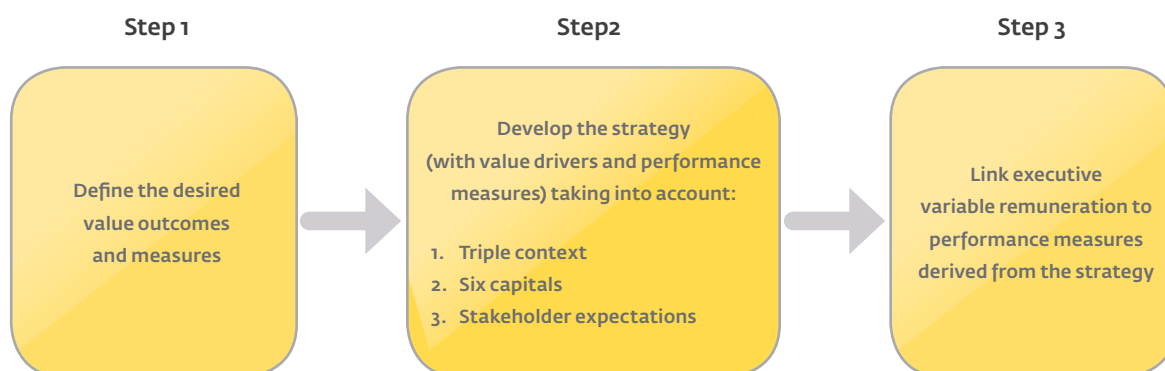 Step 1
Define the desired
value outcomes
and measures
Step2
Develop the strategy
(with value drivers and performance
measures) taking into account:
1. Triple context
2. Six capitals
3. Stakeholder expectations
Step 3
Link executive
variable remuneration to
performance measures
derived from the strategy